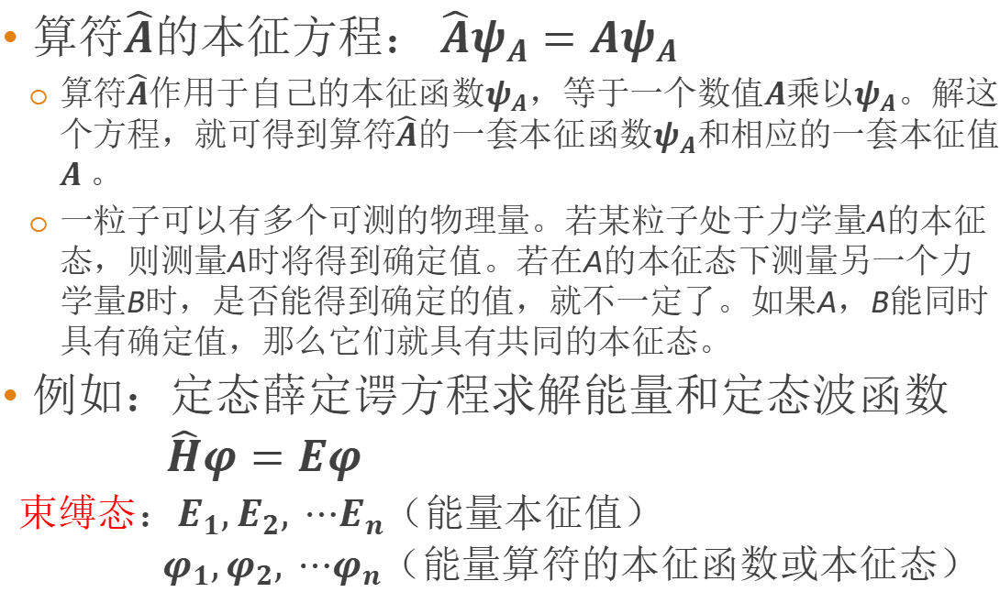 • 算符Â的本征方程： Âψ_A = Aψ_A
○ 算符Â作用于自己的本征函数ψ_A，等于一个数值A乘以ψ_A。解这
个方程，就可得到算符Â的一套本征函数ψ_A和相应的一套本征值
A 。
○ 一粒子可以有多个可测的物理量。若某粒子处于力学量A的本征
态，则测量A时将得到确定值。若在A的本征态下测量另一个力
学量B时，是否能得到确定的值，就不一定了。如果A，B能同时
具有确定值，那么它们就具有共同的本征态。
• 例如：定态薛定谔方程求解能量和定态波函数
Ĥφ = Eφ
束缚态：E₁, E₂, ⋯Eₙ（能量本征值）
φ₁, φ₂, ⋯φₙ（能量算符的本征函数或本征态）